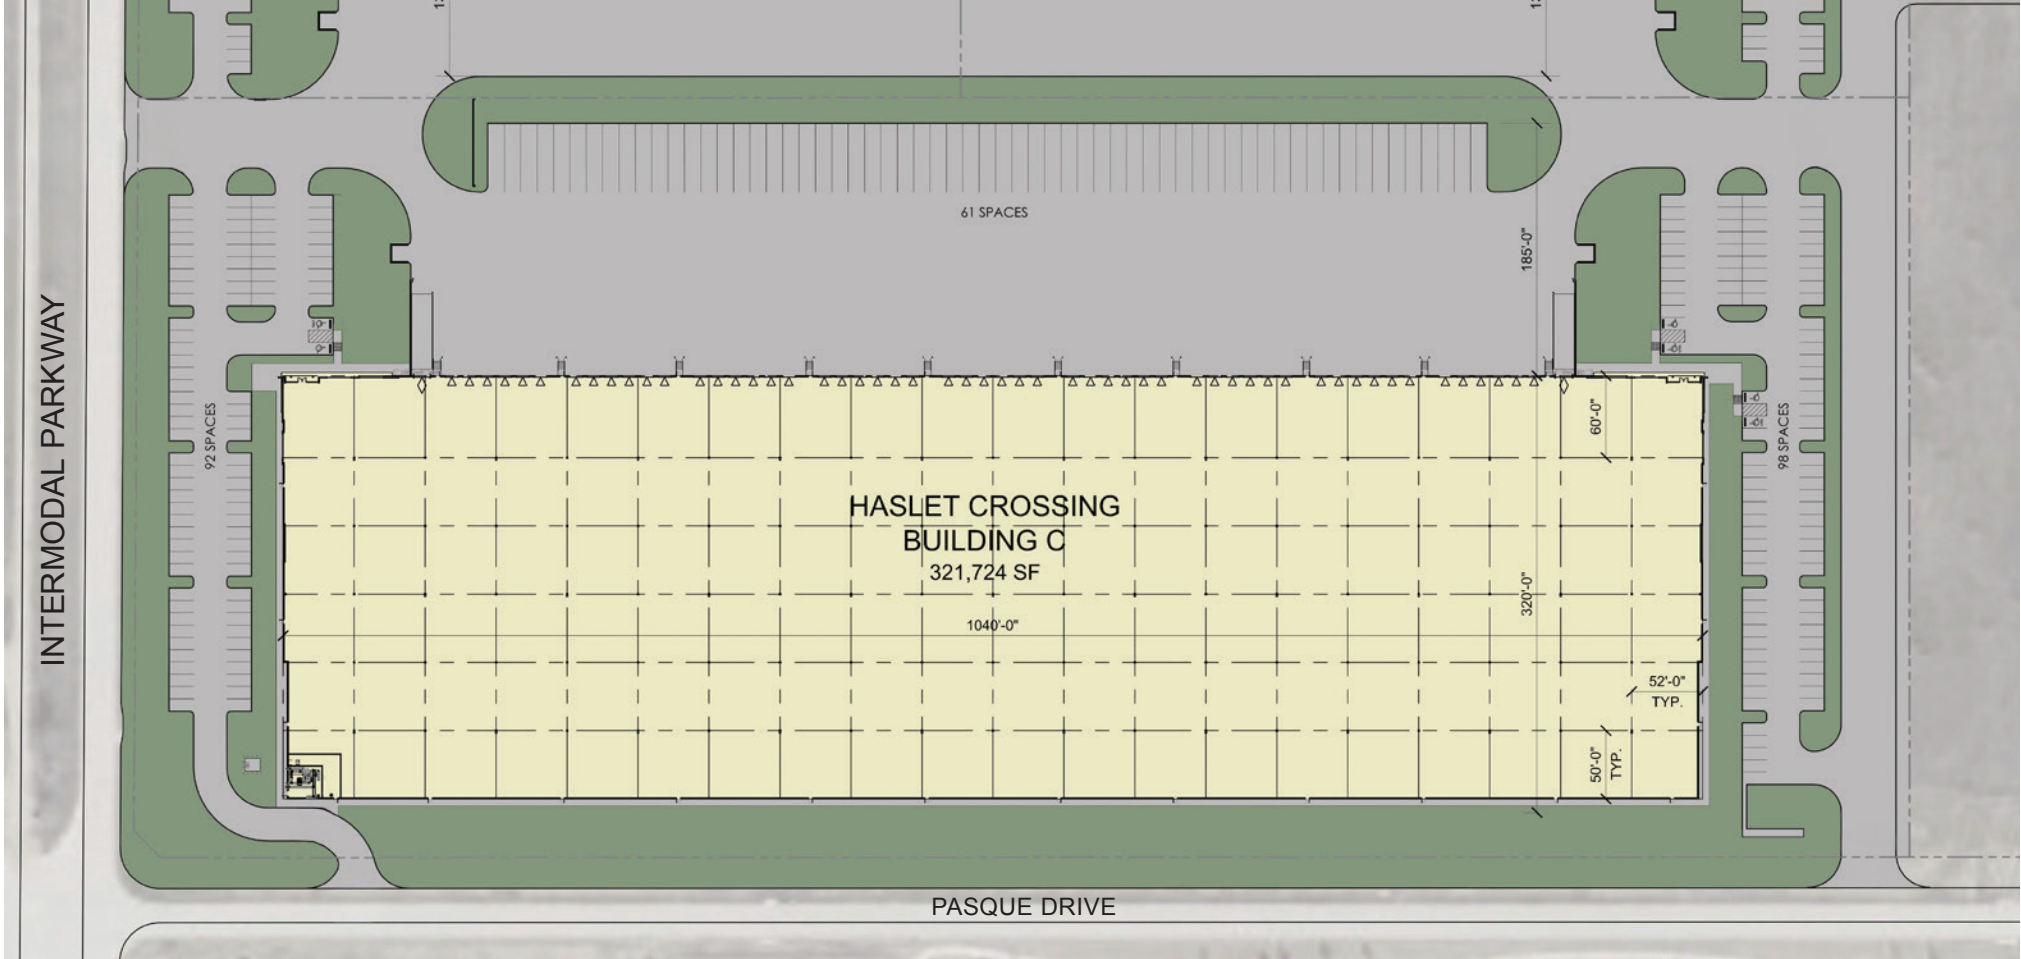 61 SPACES
185'-0"
INTERMODAL PARKWAY
92 SPACES
98 SPACES
60'-0"
HASLET CROSSING
BUILDING C
321,724 SF
320'-0"
1040'-0"
52'-0"
TYP.
50'-0"
TYP.
PASQUE DRIVE